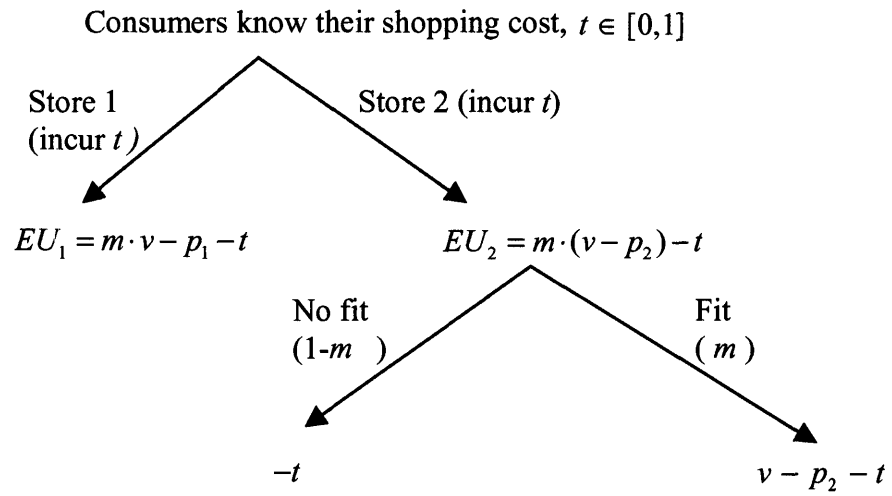 Consumers know their shopping cost, t ∈ [0,1]
Store 1
(incur t )
Store 2 (incur t)
EU₁ = m · v − p₁ − t
EU₂ = m · (v − p₂) − t
No fit
(1-m )
Fit
( m )
−t
v − p₂ − t